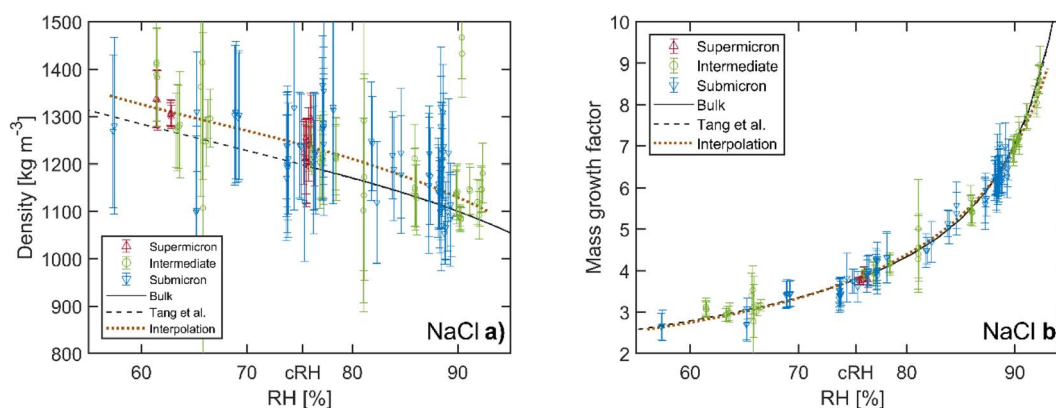 1500
1400
1300
1200
1100
1000
900
800
Density [kg m⁻³]
Supermicron
Intermediate
Submicron
Bulk
Tang et al.
Interpolation
NaCl a)
60 70 cRH 80 90
RH [%]
10
9
8
7
6
5
4
3
2
Mass growth factor
Supermicron
Intermediate
Submicron
Bulk
Tang et al.
Interpolation
NaCl b
60 70 cRH 80 90
RH [%]